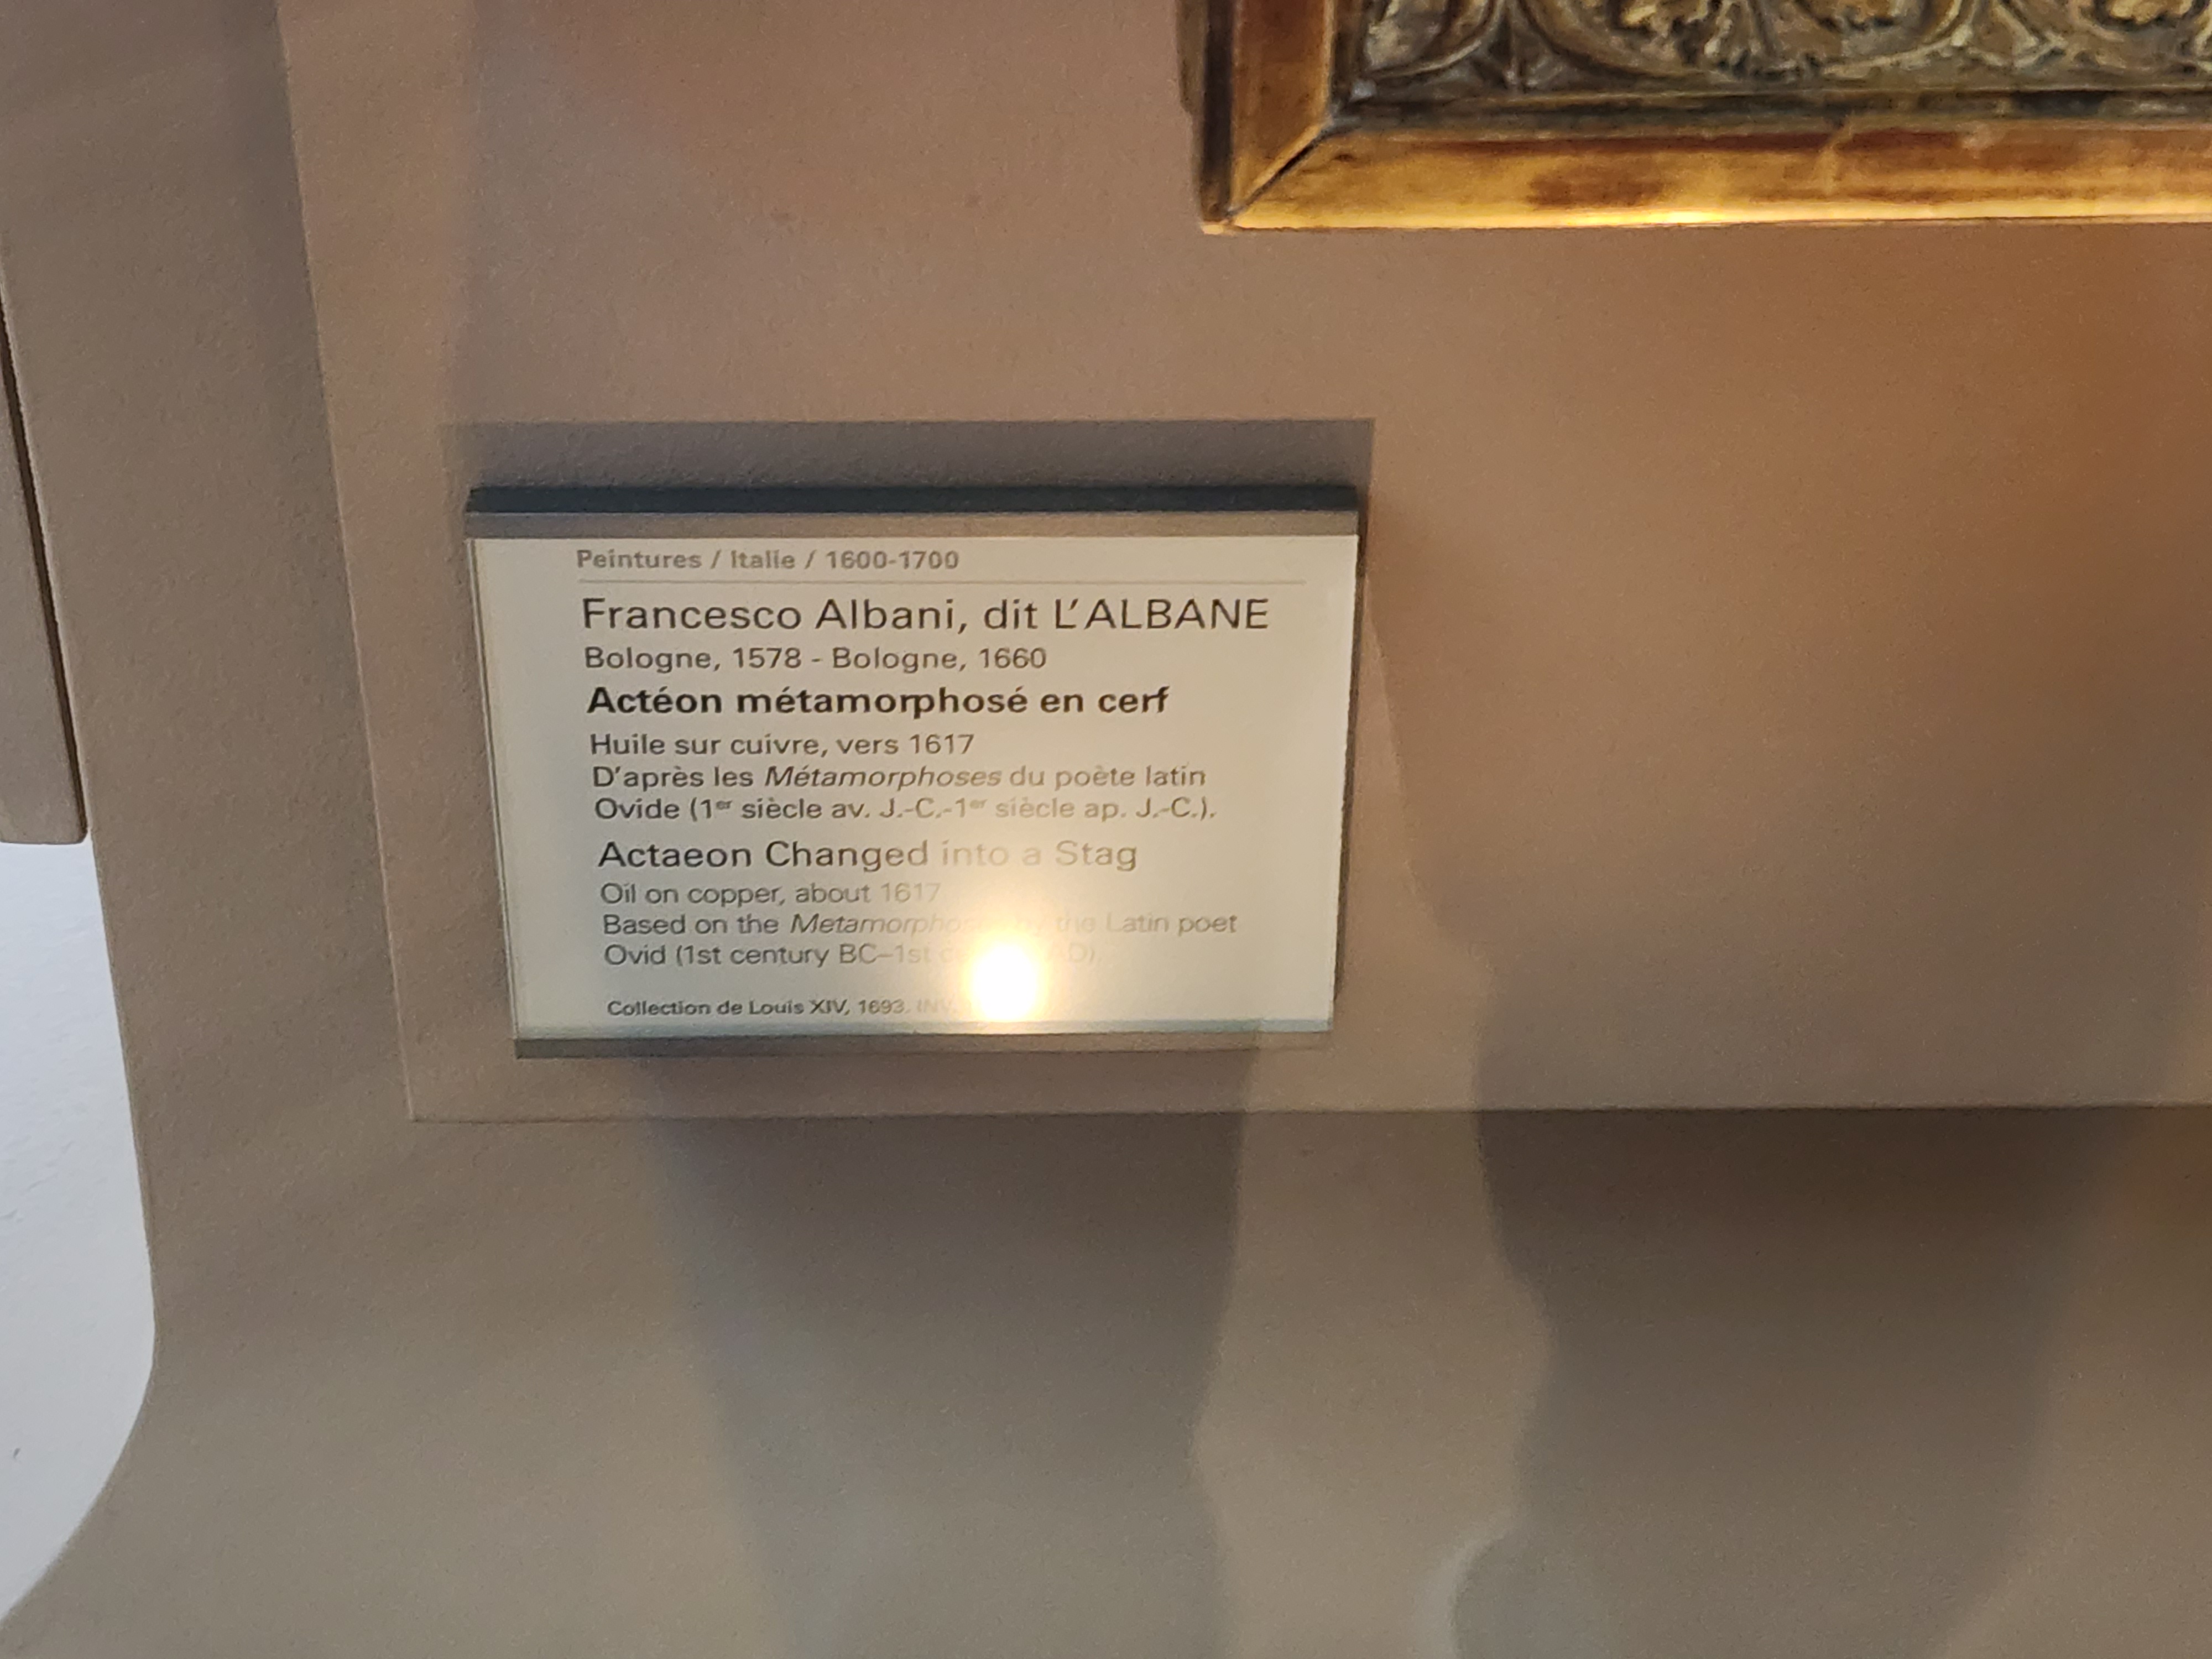 Peintures / Italie / 1600-1700
Francesco Albani, dit L'ALBANE
Bologne, 1578 - Bologne, 1660
Actéon métamorphosé en cerf
Huile sur cuivre, vers 1617
D'après les Métamorphoses du poète latin
Ovide (1er siècle av. J.-C.-1er siècle ap. J.-C.).
Actaeon Changed into a Stag
Oil on copper, about 1617
Based on the the Latin poet
Ovid (1st century BC–1st
Collection de Louis XIV, 1693. INV.